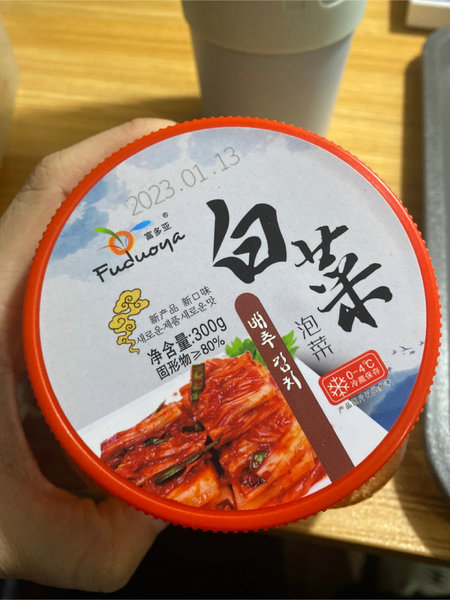 2023.01.13
®
富多亚
Fuduoya
白菜
泡菜
배추 김치
新产品 新口味
새로운제품새로운맛
净含量:300g
固形物≥80%
0-4℃
冷藏保存